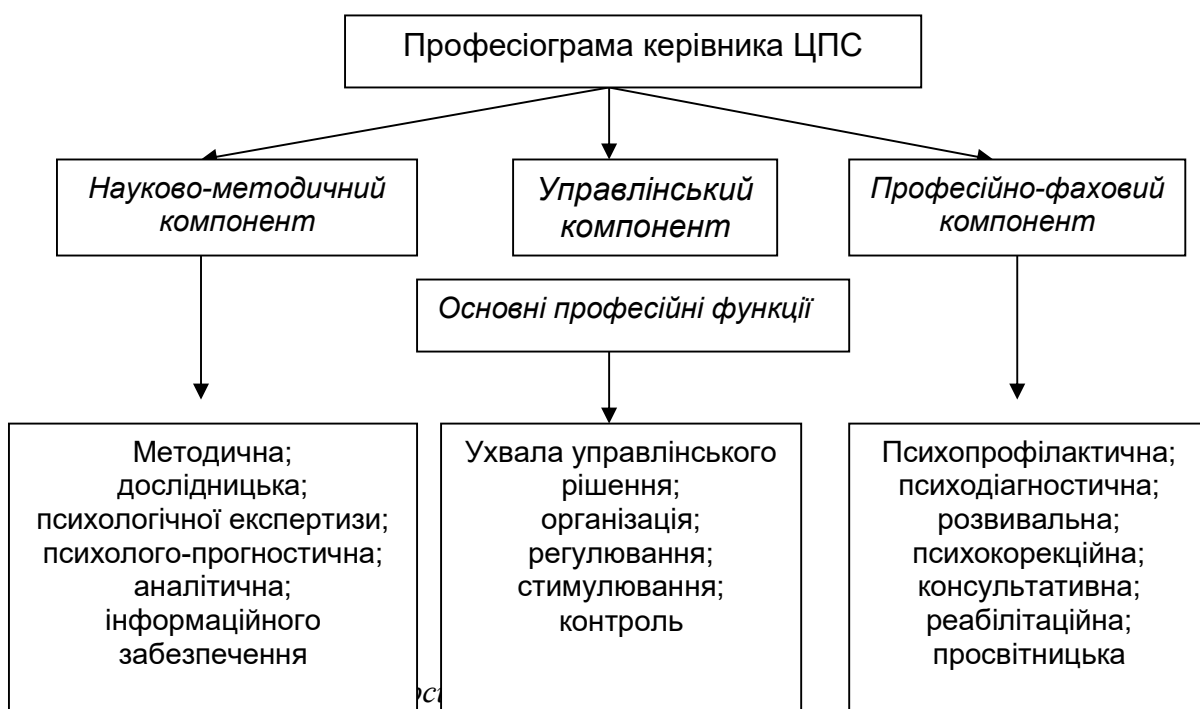 Професіограма керівника ЦПС
Науково-методичний
компонент
Управлінський
компонент
Професійно-фаховий
компонент
Основні професійні функції
Методична;
дослідницька;
психологічної експертизи;
психолого-прогностична;
аналітична;
інформаційного
забезпечення
Ухвала управлінського
рішення;
організація;
регулювання;
стимулювання;
контроль
Психопрофілактична;
психодіагностична;
розвивальна;
психокорекційна;
консультативна;
реабілітаційна;
просвітницька